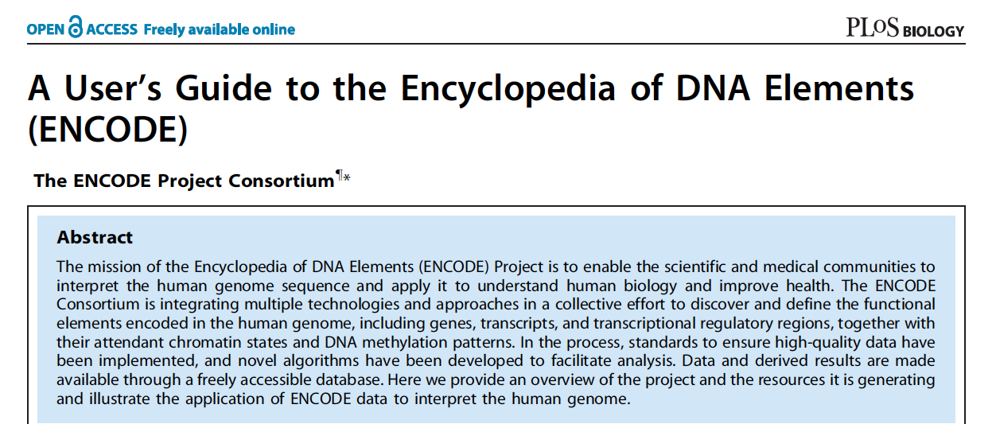 OPEN ACCESS Freely available online
PLoS BIOLOGY
A User's Guide to the Encyclopedia of DNA Elements
(ENCODE)
The ENCODE Project Consortium¶*
Abstract
The mission of the Encyclopedia of DNA Elements (ENCODE) Project is to enable the scientific and medical communities to
interpret the human genome sequence and apply it to understand human biology and improve health. The ENCODE
Consortium is integrating multiple technologies and approaches in a collective effort to discover and define the functional
elements encoded in the human genome, including genes, transcripts, and transcriptional regulatory regions, together with
their attendant chromatin states and DNA methylation patterns. In the process, standards to ensure high-quality data have
been implemented, and novel algorithms have been developed to facilitate analysis. Data and derived results are made
available through a freely accessible database. Here we provide an overview of the project and the resources it is generating
and illustrate the application of ENCODE data to interpret the human genome.